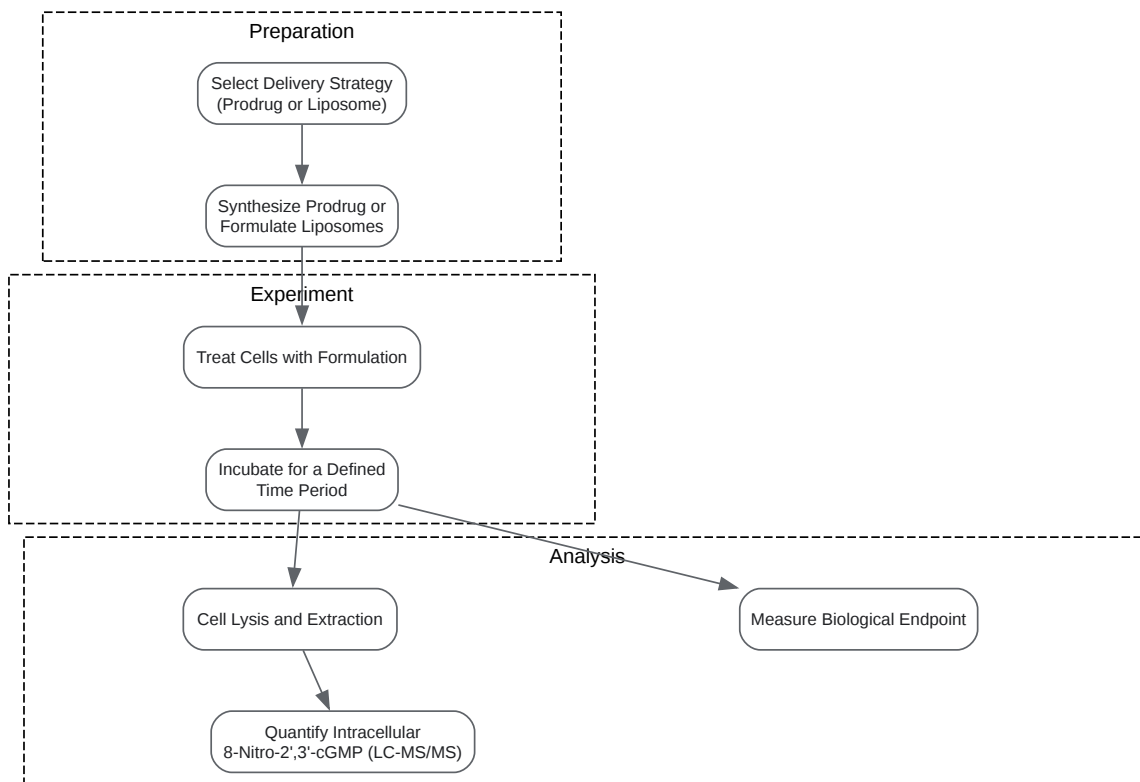 Preparation
Select Delivery Strategy
(Prodrug or Liposome)
Synthesize Prodrug or
Formulate Liposomes
Experiment
Treat Cells with Formulation
Incubate for a Defined
Time Period
Analysis
Cell Lysis and Extraction
Measure Biological Endpoint
Quantify Intracellular
8-Nitro-2',3'-cGMP (LC-MS/MS)